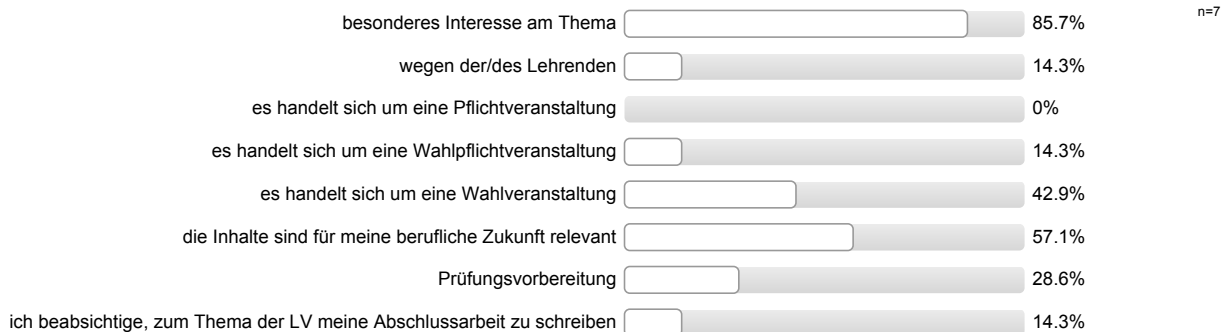 besonderes Interesse am Thema 85.7% n=7
wegen der/des Lehrenden 14.3%
es handelt sich um eine Pflichtveranstaltung 0%
es handelt sich um eine Wahlpflichtveranstaltung 14.3%
es handelt sich um eine Wahlveranstaltung 42.9%
die Inhalte sind für meine berufliche Zukunft relevant 57.1%
Prüfungsvorbereitung 28.6%
ich beabsichtige, zum Thema der LV meine Abschlussarbeit zu schreiben 14.3%